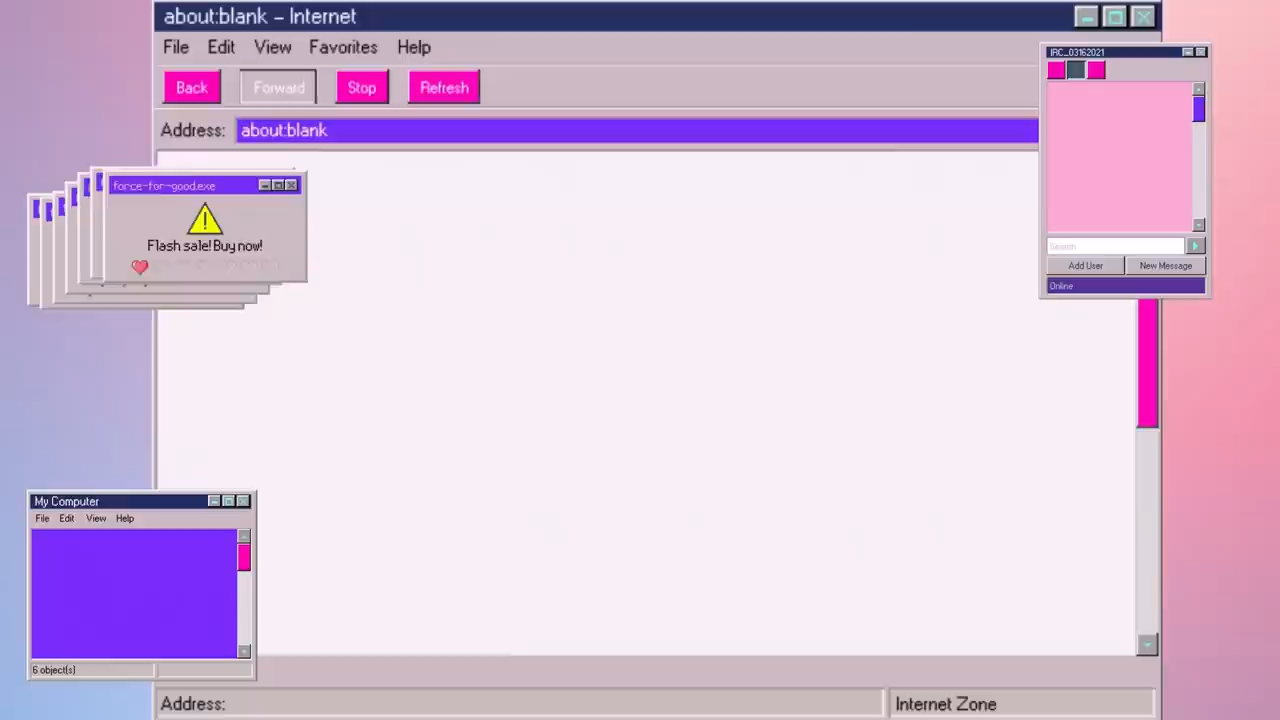 about:blank – Internet
File Edit View Favorites Help
Back Forward Stop Refresh
Address: about:blank
IRC_03162021
Search
Add User New Message
Online
force-for-good.exe
Flash sale! Buy now!
My Computer
File Edit View Help
6 object(s)
Address:
Internet Zone